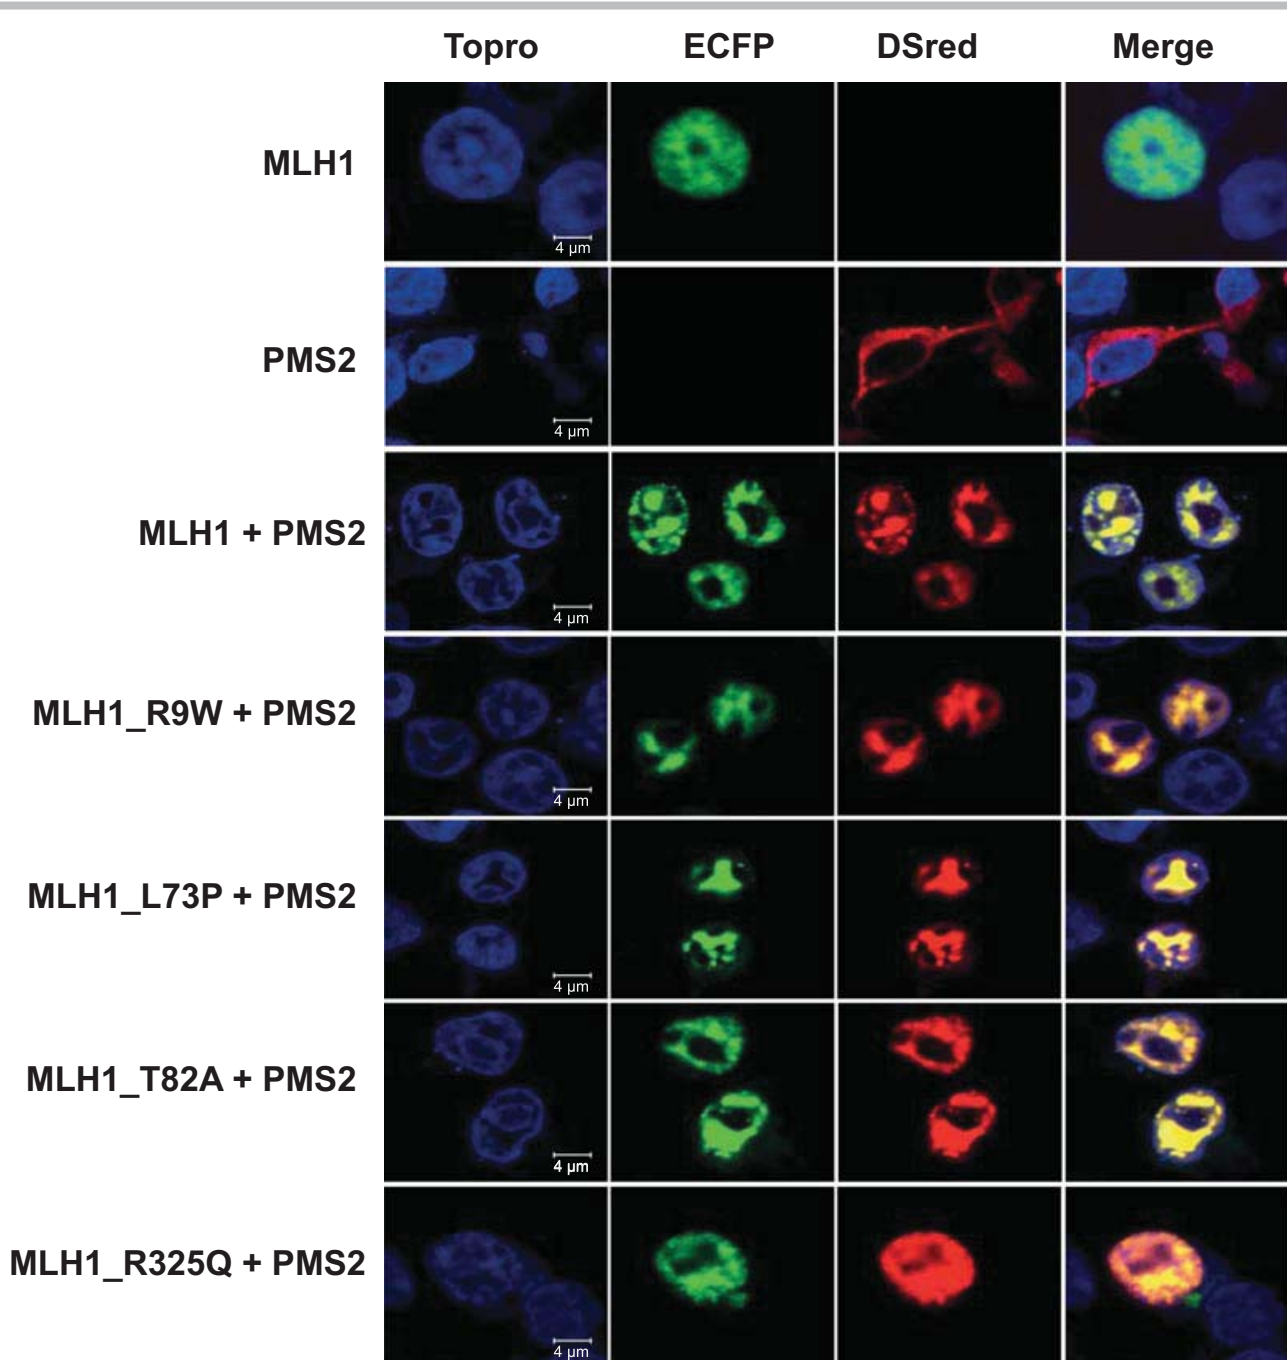 Topro ECFP DSred Merge
MLH1
4 µm
PMS2
4 µm
MLH1 + PMS2
4 µm
MLH1_R9W + PMS2
4 µm
MLH1_L73P + PMS2
4 µm
MLH1_T82A + PMS2
4 µm
MLH1_R325Q + PMS2
4 µm